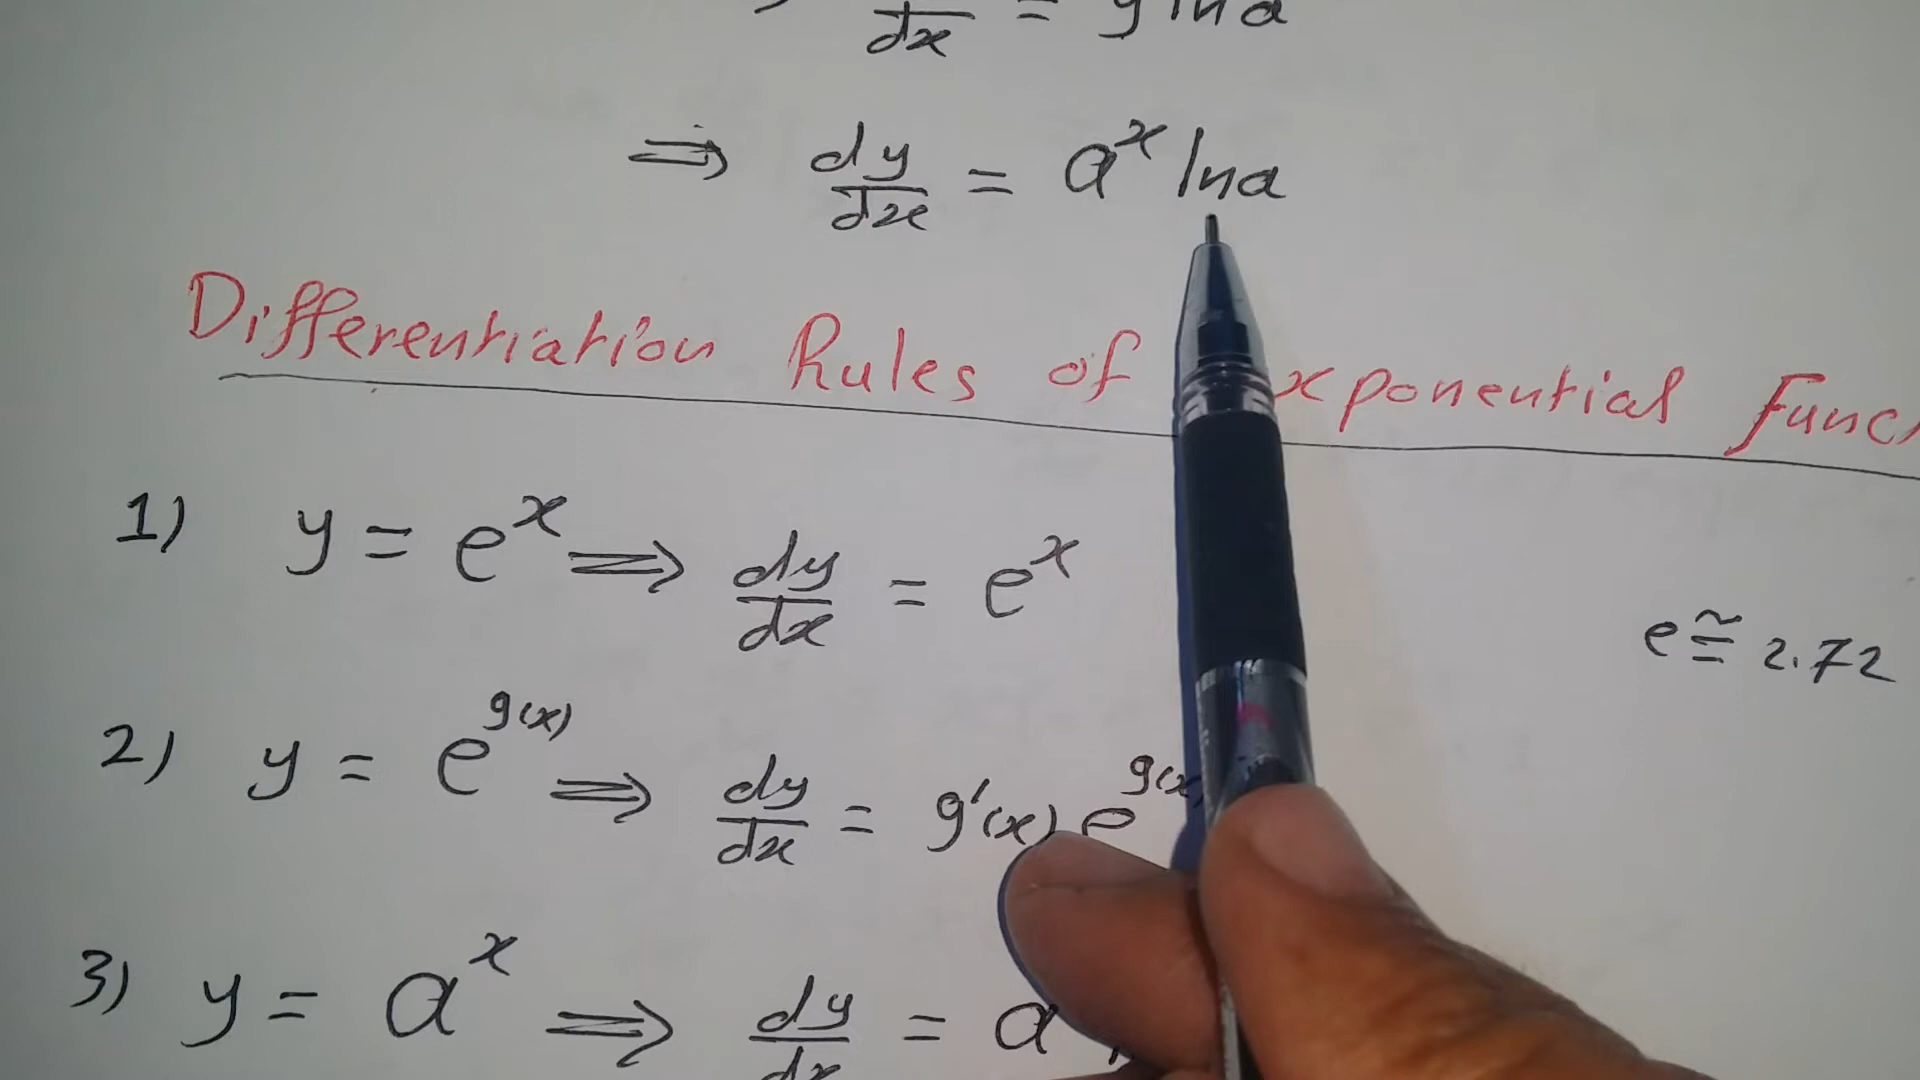 dx = y ln a
⇒ dy/dx = a^x ln a
Differentiation Rules of xponential Func
1) y = e^x ⇒ dy/dx = e^x
e ≅ 2.72
2) y = e^g(x) ⇒ dy/dx = g'(x) e^g(x)
3) y = a^x ⇒ dy/dx = a